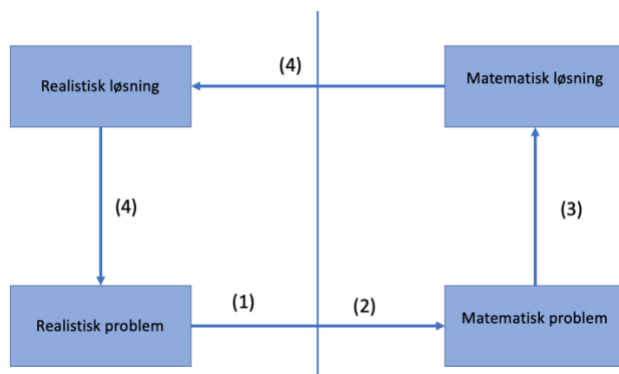 (4)
Realistisk løsning
Matematisk løsning
(4)
(3)
(1)
(2)
Realistisk problem
Matematisk problem